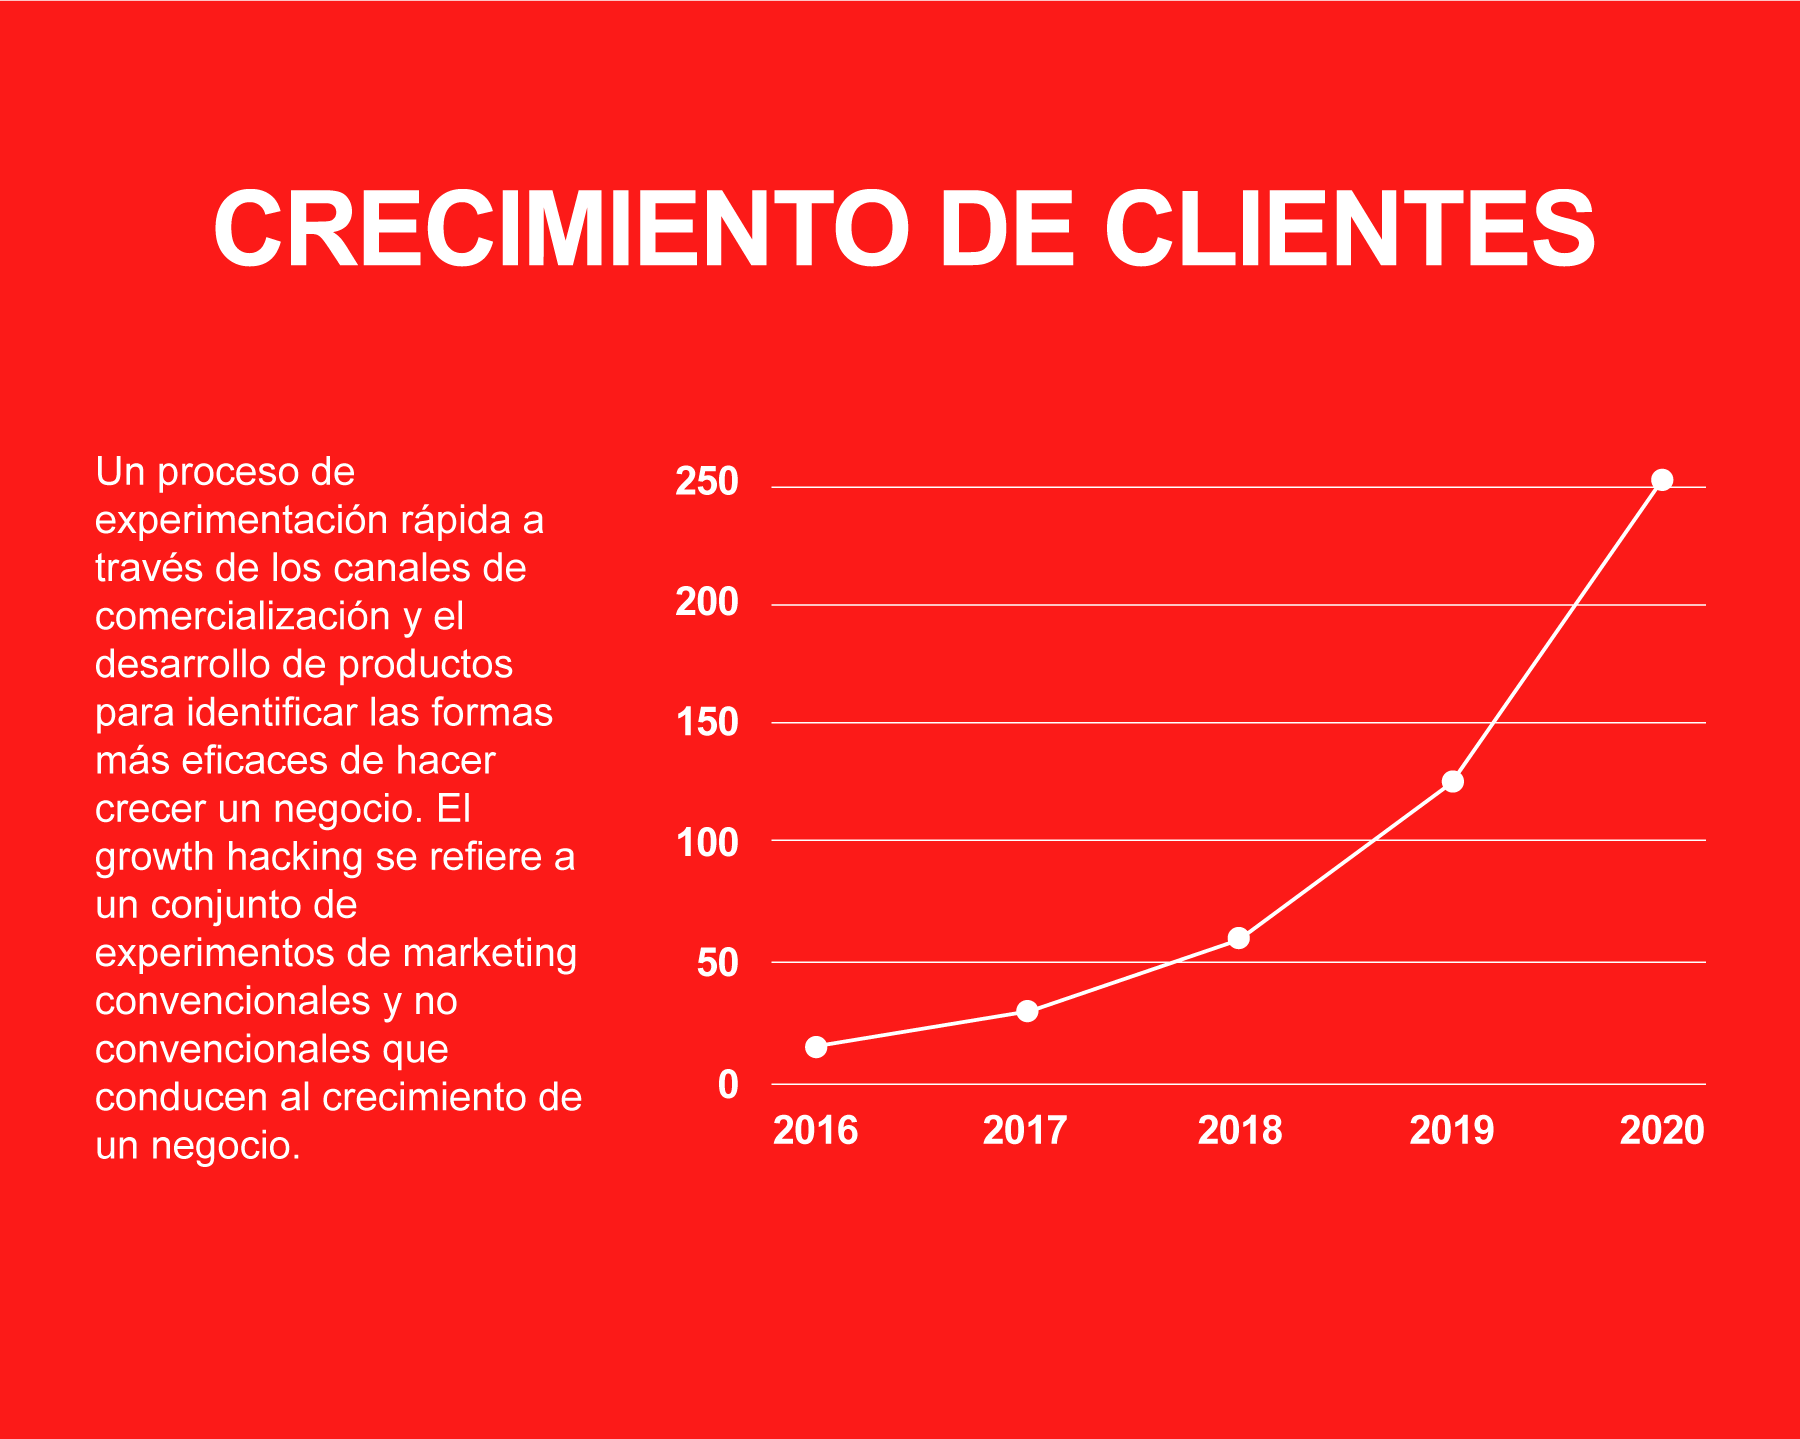 CRECIMIENTO DE CLIENTES
Un proceso de
experimentación rápida a
través de los canales de
comercialización y el
desarrollo de productos
para identificar las formas
más eficaces de hacer
crecer un negocio. El
growth hacking se refiere a
un conjunto de
experimentos de marketing
convencionales y no
convencionales que
conducen al crecimiento de
un negocio.
250
200
150
100
50
0
2016 2017 2018 2019 2020